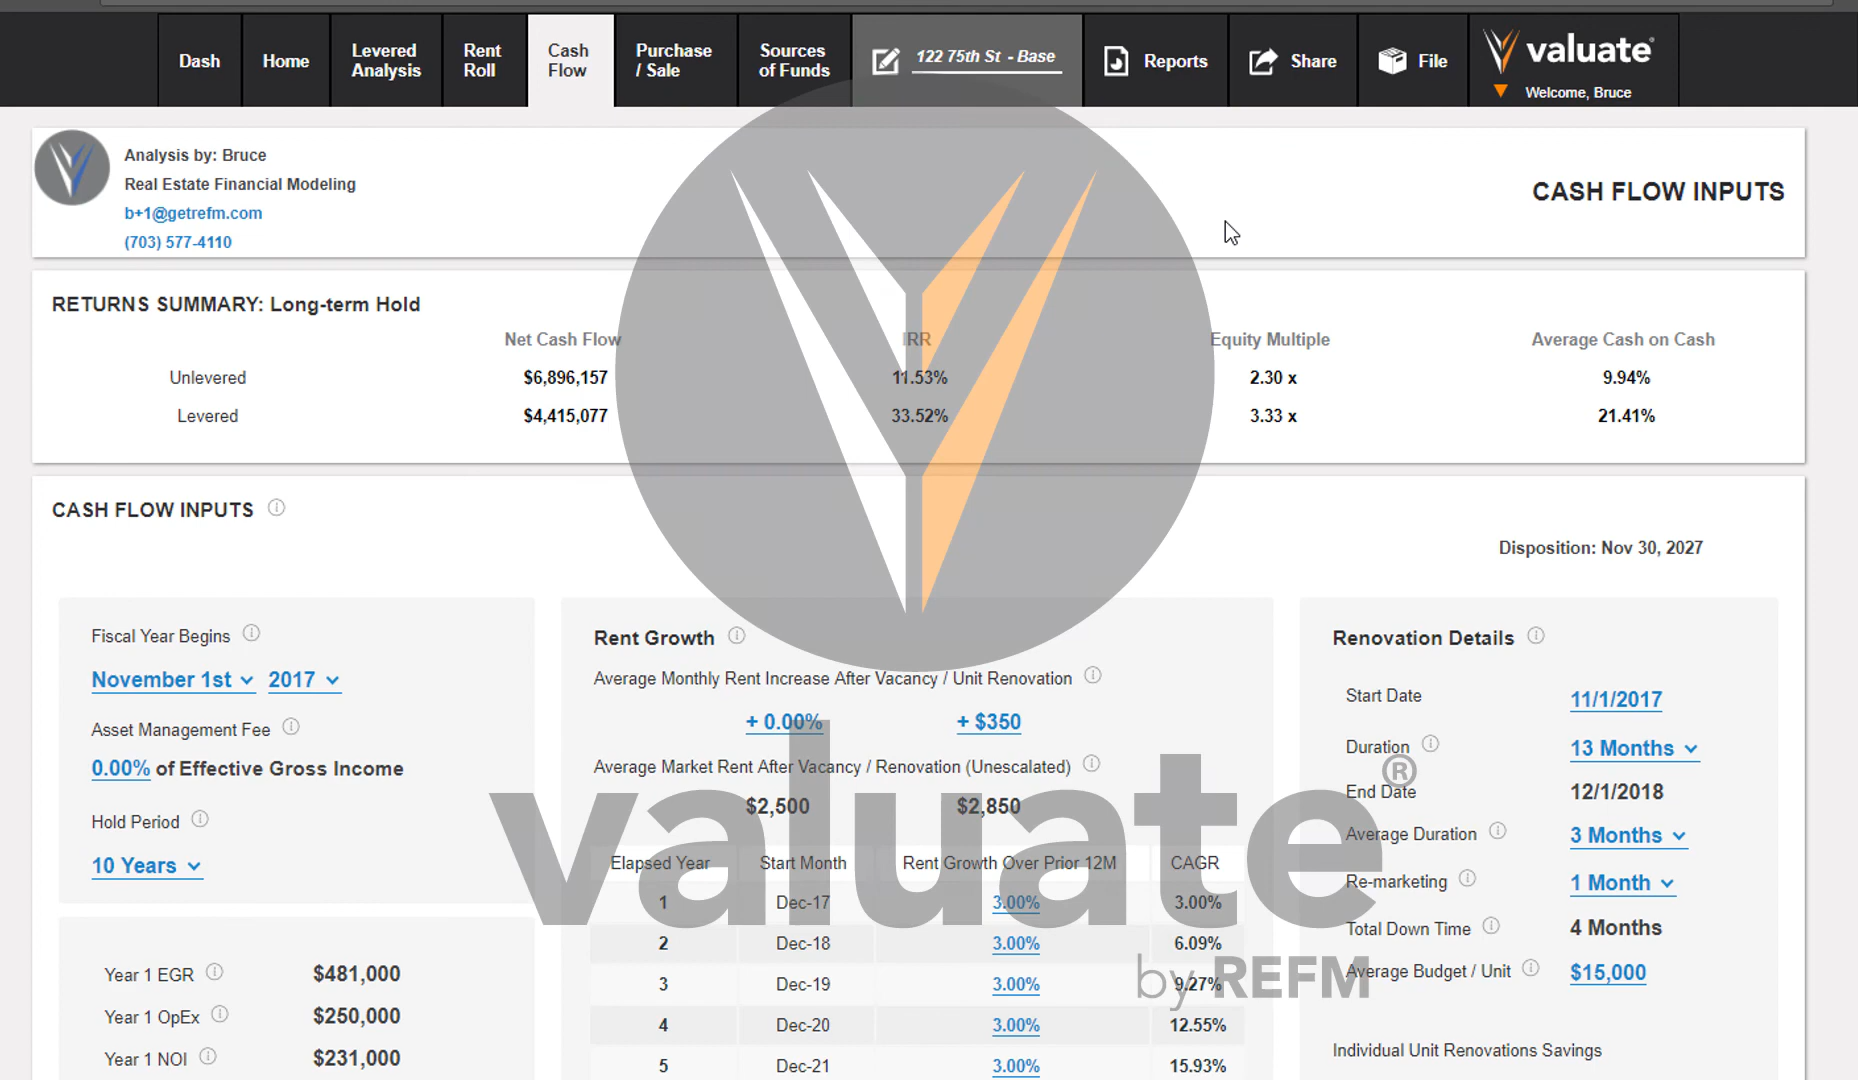 Dash
Home
Levered
Analysis
Rent
Roll
Cash
Flow
Purchase
/ Sale
Sources
of Funds
122 75th St - Base
Reports
Share
File
valuate®
Welcome, Bruce
Analysis by: Bruce
Real Estate Financial Modeling
b+1@getrefm.com
(703) 577-4110
CASH FLOW INPUTS
RETURNS SUMMARY: Long-term Hold
Net Cash Flow IRR Equity Multiple Average Cash on Cash
Unlevered $6,896,157 11.53% 2.30 x 9.94%
Levered $4,415,077 33.52% 3.33 x 21.41%
CASH FLOW INPUTS
Disposition: Nov 30, 2027
Fiscal Year Begins
November 1st 2017
Asset Management Fee
0.00% of Effective Gross Income
Hold Period
10 Years
Year 1 EGR $481,000
Year 1 OpEx $250,000
Year 1 NOI $231,000
Rent Growth
Average Monthly Rent Increase After Vacancy / Unit Renovation
+ 0.00% + $350
Average Market Rent After Vacancy / Renovation (Unescalated)
$2,500 $2,850
Elapsed Year Start Month Rent Growth Over Prior 12M CAGR
1 Dec-17 3.00% 3.00%
2 Dec-18 3.00% 6.09%
3 Dec-19 3.00% 9.27%
4 Dec-20 3.00% 12.55%
5 Dec-21 3.00% 15.93%
Renovation Details
Start Date 11/1/2017
Duration 13 Months
End Date 12/1/2018
Average Duration 3 Months
Re-marketing 1 Month
Total Down Time 4 Months
Average Budget / Unit $15,000
Individual Unit Renovations Savings
valuate®
by REFM